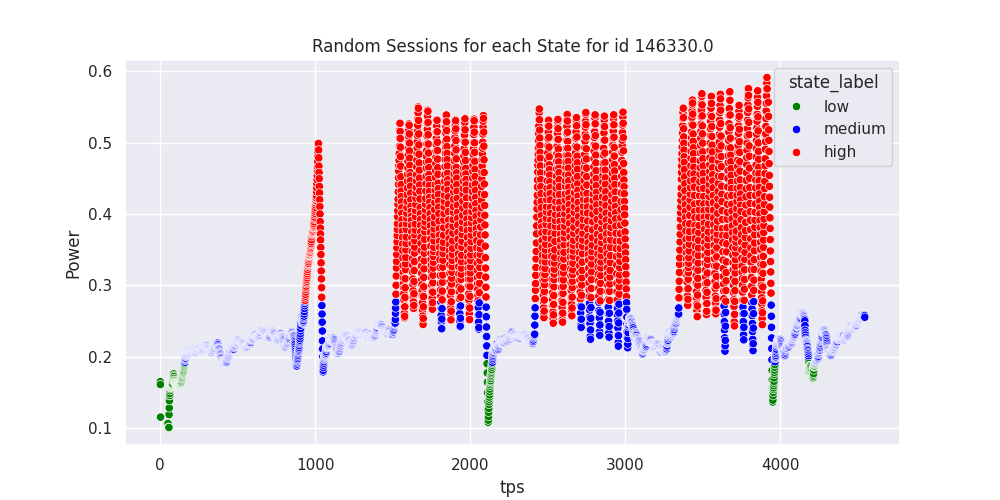 Random Sessions for each State for id 146330.0
state_label
low
medium
high
Power
0.6
0.5
0.4
0.3
0.2
0.1
0 1000 2000 3000 4000
tps